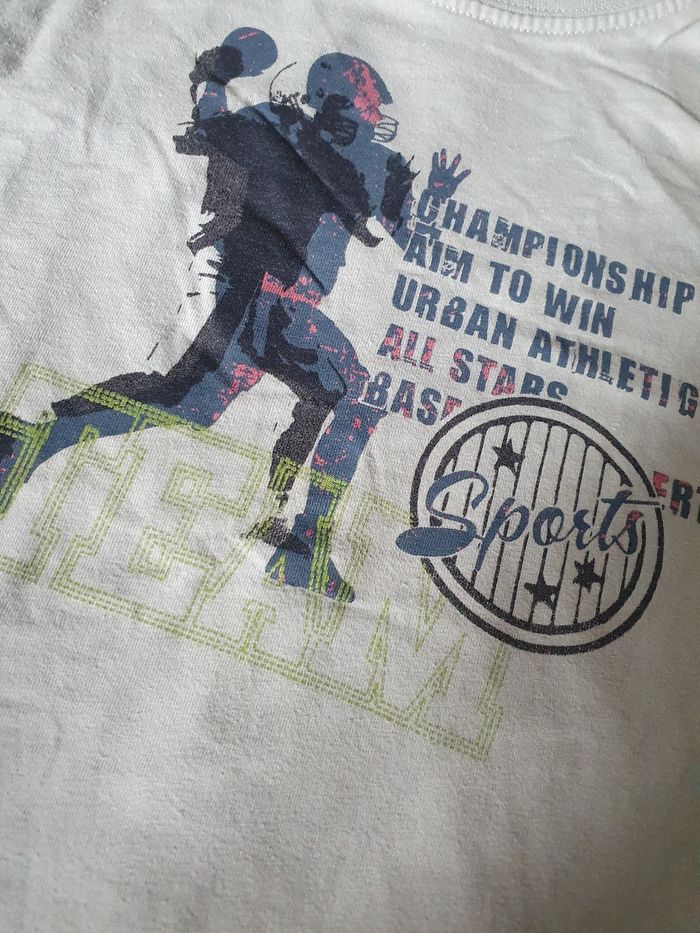 CHAMPIONSHIP
AIM TO WIN
URBAN ATHLETIC
ALL STARS
Sports
TEAM